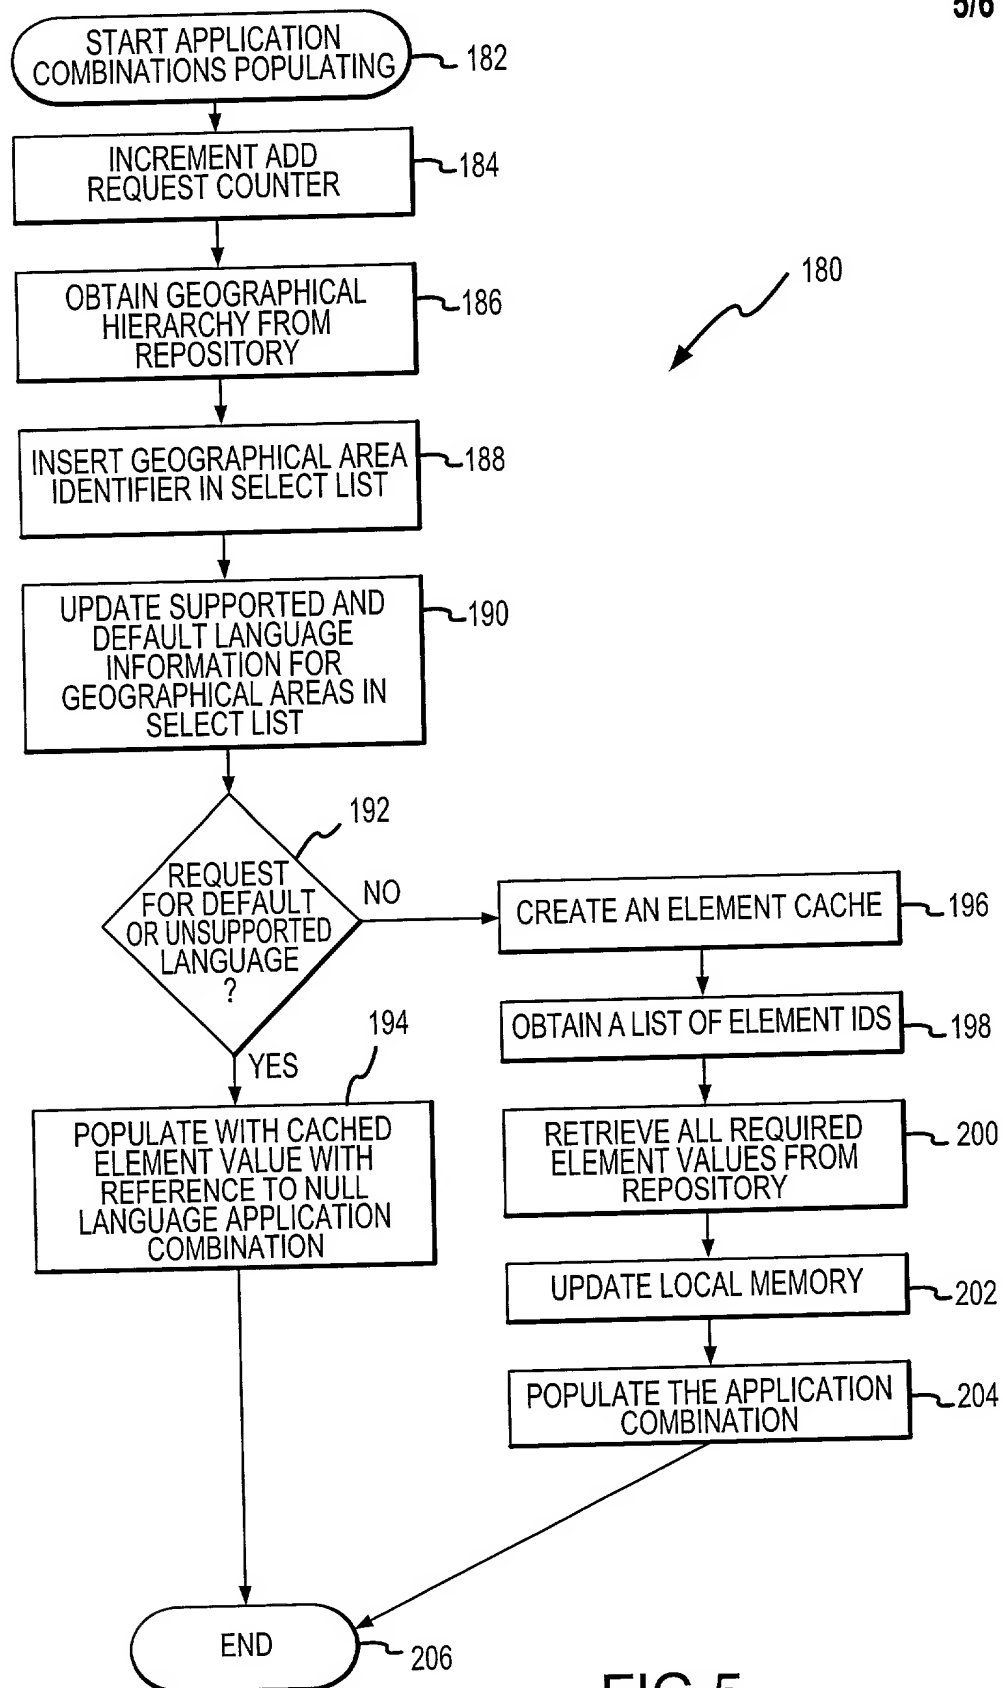 5/6
START APPLICATION
COMBINATIONS POPULATING
182
INCREMENT ADD
REQUEST COUNTER
184
OBTAIN GEOGRAPHICAL
HIERARCHY FROM
REPOSITORY
186
180
INSERT GEOGRAPHICAL AREA
IDENTIFIER IN SELECT LIST
188
UPDATE SUPPORTED AND
DEFAULT LANGUAGE
INFORMATION FOR
GEOGRAPHICAL AREAS IN
SELECT LIST
190
192
REQUEST
FOR DEFAULT
OR UNSUPPORTED
LANGUAGE
?
NO
YES
194
POPULATE WITH CACHED
ELEMENT VALUE WITH
REFERENCE TO NULL
LANGUAGE APPLICATION
COMBINATION
CREATE AN ELEMENT CACHE
196
OBTAIN A LIST OF ELEMENT IDS
198
RETRIEVE ALL REQUIRED
ELEMENT VALUES FROM
REPOSITORY
200
UPDATE LOCAL MEMORY
202
POPULATE THE APPLICATION
COMBINATION
204
END
206
FIG.5